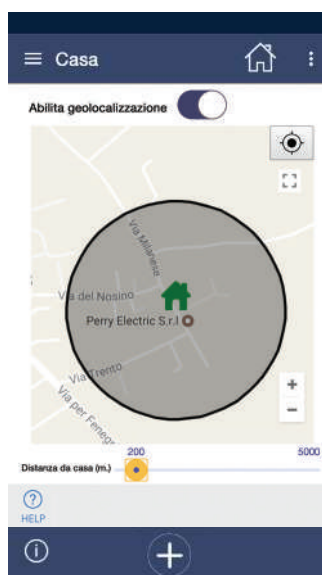 Casa
Abilita geolocalizzazione
Via Milanese
Via del Nosino
Perry Electric S.r.l
Via Trento
Via per Fenegr
200
5000
Distanza da casa (m.)
HELP